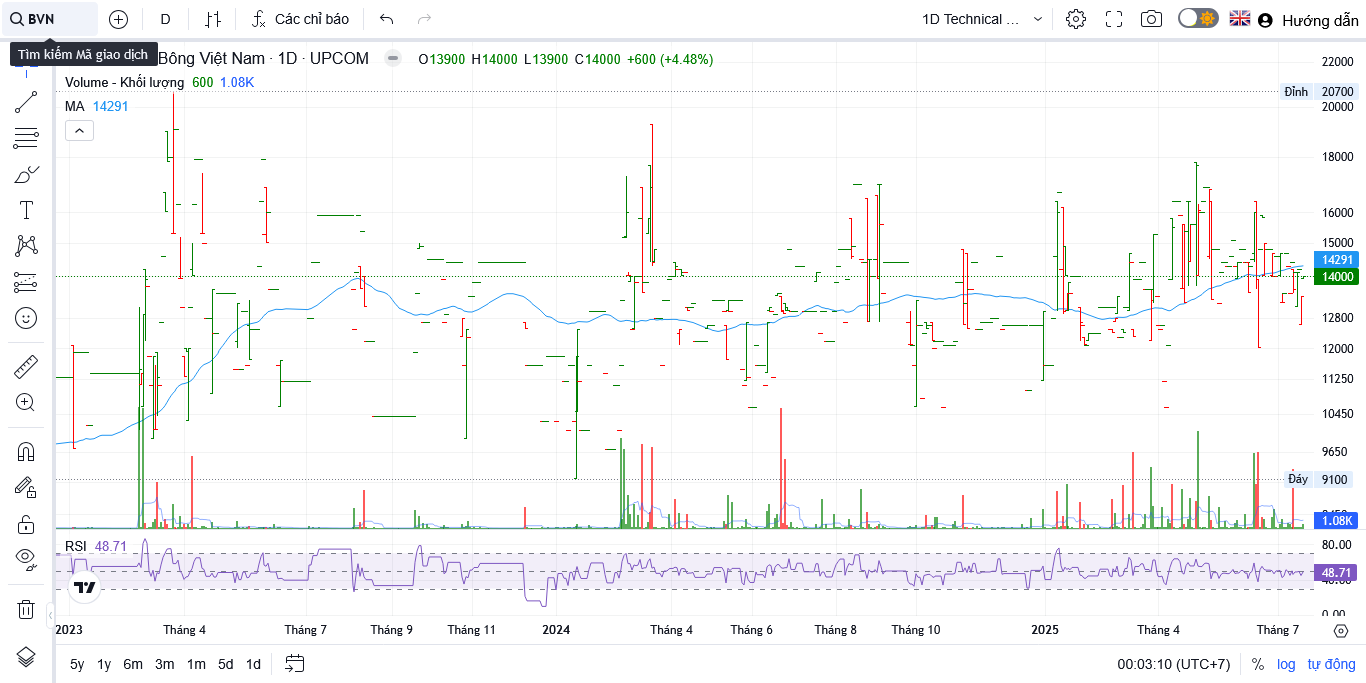 BVN
D
Các chỉ báo
1D Technical ...
Hướng dẫn
Tìm kiếm Mã giao dịch
Bông Việt Nam · 1D · UPCOM
O13900 H14000 L13900 C14000 +600 (+4.48%)
Volume - Khối lượng 600 1.08K
MA 14291
22000
Đỉnh 20700
20000
18000
16000
15000
14291
14000
12800
12000
11250
10450
9650
Đáy 9100
1.08K
RSI 48.71
80.00
48.71
0.00
2023 Tháng 4 Tháng 7 Tháng 9 Tháng 11 2024 Tháng 4 Tháng 6 Tháng 8 Tháng 10 2025 Tháng 4 Tháng 7
5y 1y 6m 3m 1m 5d 1d
00:03:10 (UTC+7) % log tự động